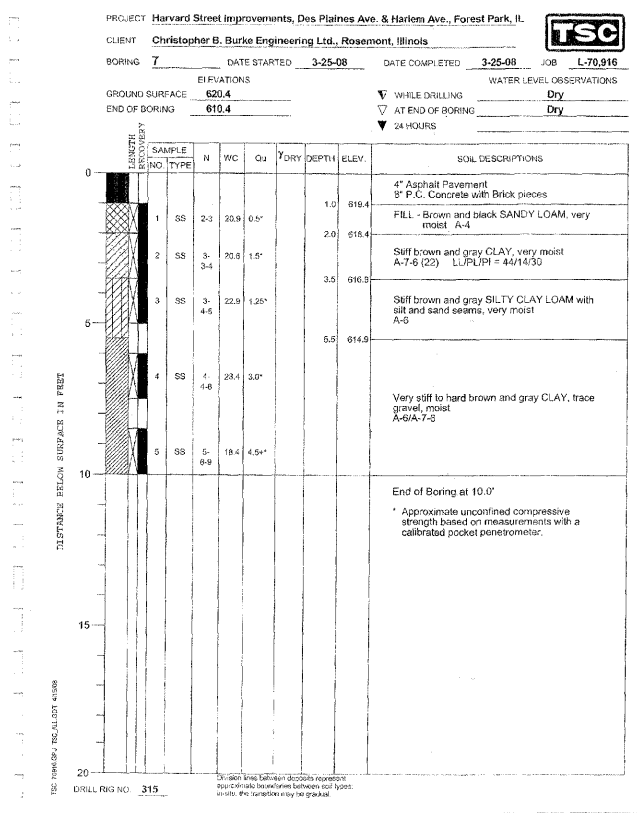 PROJECT Harvard Street Improvements, Des Plaines Ave. & Harlem Ave., Forest Park, IL
TSC
CLIENT Christopher B. Burke Engineering Ltd., Rosemont, Illinois
BORING 7 DATE STARTED 3-25-08 DATE COMPLETED 3-25-08 JOB L-70,916
ELEVATIONS WATER LEVEL OBSERVATIONS
GROUND SURFACE 620.4 WHILE DRILLING Dry
END OF BORING 610.4 AT END OF BORING Dry
24 HOURS
LENGTH
RECOVERY
SAMPLE
NO. TYPE N WC Qu γDRY DEPTH ELEV. SOIL DESCRIPTIONS
0
4" Asphalt Pavement
8" P.C. Concrete with Brick pieces
1.0 619.4
1 SS 2-3 20.9 0.5*
FILL - Brown and black SANDY LOAM, very
moist A-4
2.0 618.4
2 SS 3-
3-4 20.6 1.5*
Stiff brown and gray CLAY, very moist
A-7-6 (22) LL/PL/PI = 44/14/30
3.5 616.9
3 SS 3-
4-5 22.9 1.25*
Stiff brown and gray SILTY CLAY LOAM with
silt and sand seams, very moist
A-6
5
5.5 614.9
4 SS 4-
4-6 23.4 3.0*
Very stiff to hard brown and gray CLAY, trace
gravel, moist
A-6/A-7-6
5 SS 5-
6-9 18.4 4.5+*
10
End of Boring at 10.0'
* Approximate unconfined compressive
strength based on measurements with a
calibrated pocket penetrometer.
15
20
DISTANCE BELOW SURFACE IN FEET
DRILL RIG NO. 315
Division lines between deposits represent
approximate boundaries between soil types;
in-situ, the transition may be gradual.